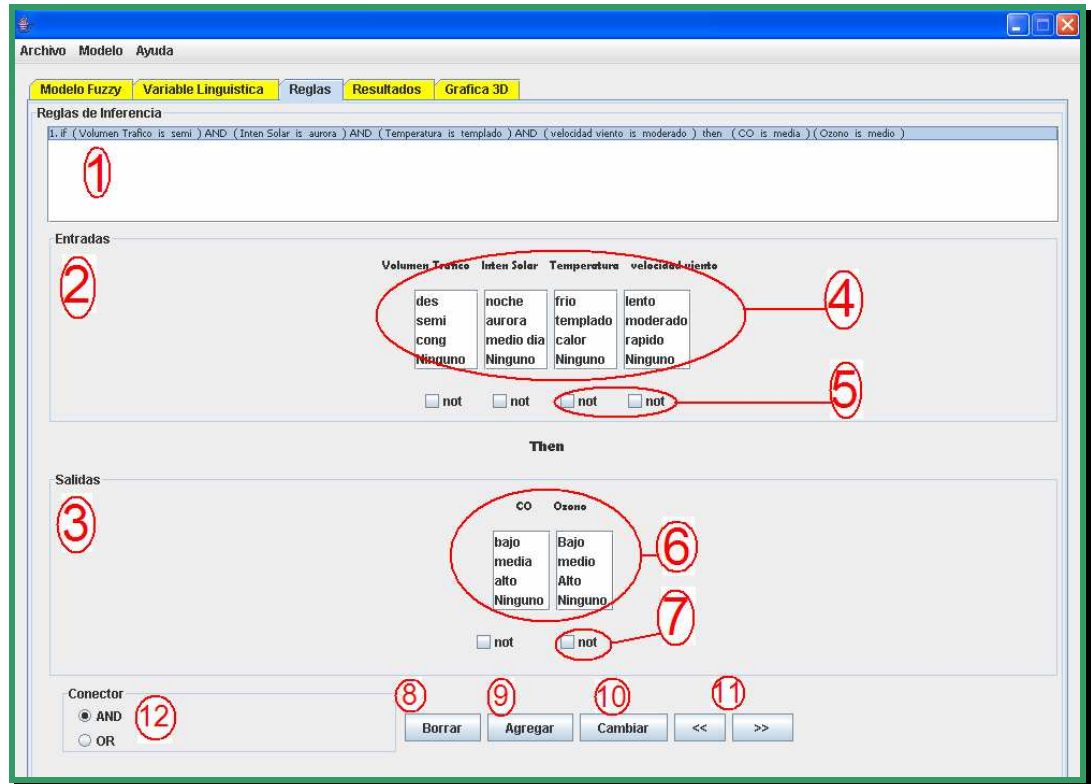 Archivo Modelo Ayuda
Modelo Fuzzy Variable Linguistica Reglas Resultados Grafica 3D
Reglas de Inferencia
1. if ( Volumen Trafico is semi ) AND ( Inten Solar is aurora ) AND ( Temperatura is templado ) AND ( velocidad viento is moderado ) then ( CO is media ) ( Ozono is medio )
1
Entradas
2
Volumen Trafico Inten Solar Temperatura velocidad viento
des noche frio lento
semi aurora templado moderado
cong medio dia calor rapido
Ninguno Ninguno Ninguno Ninguno
4
not not not not
5
Then
Salidas
3
CO Ozono
bajo Bajo
media medio
alto Alto
Ninguno Ninguno
6
not not
7
Conector
AND
OR
12
8 9 10 11
Borrar Agregar Cambiar << >>